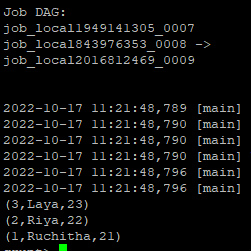 Job DAG:
job_local1949141305_0007
job_local843976353_0008 ->
job_local2016812469_0009
2022-10-17 11:21:48,789 [main]
2022-10-17 11:21:48,790 [main]
2022-10-17 11:21:48,790 [main]
2022-10-17 11:21:48,790 [main]
2022-10-17 11:21:48,796 [main]
2022-10-17 11:21:48,796 [main]
(3,Laya,23)
(2,Riya,22)
(1,Ruchitha,21)
grunt>